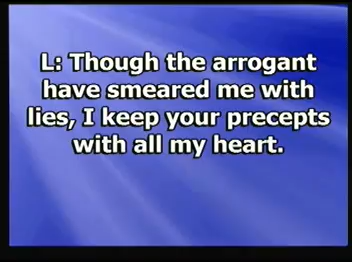 L: Though the arrogant
have smeared me with
lies, I keep your precepts
with all my heart.